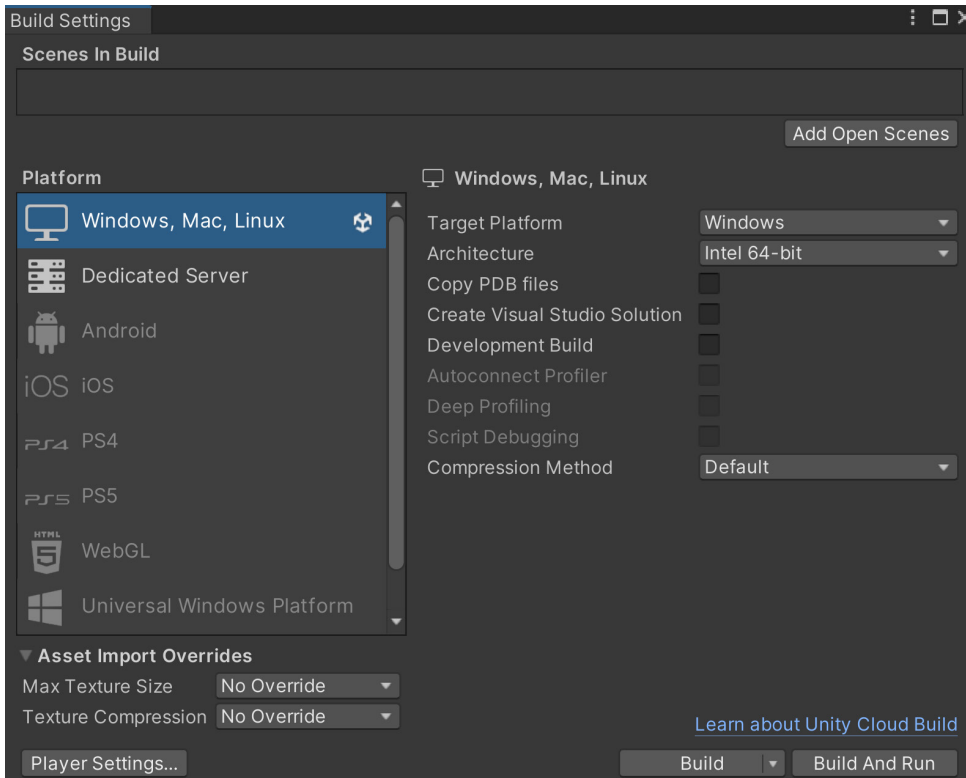 Build Settings
Scenes In Build
Add Open Scenes
Platform
Windows, Mac, Linux
Dedicated Server
Android
iOS iOS
PS4 PS4
PS5 PS5
HTML
5 WebGL
Universal Windows Platform
Windows, Mac, Linux
Target Platform Windows
Architecture Intel 64-bit
Copy PDB files
Create Visual Studio Solution
Development Build
Autoconnect Profiler
Deep Profiling
Script Debugging
Compression Method Default
Asset Import Overrides
Max Texture Size No Override
Texture Compression No Override
Learn about Unity Cloud Build
Player Settings... Build Build And Run